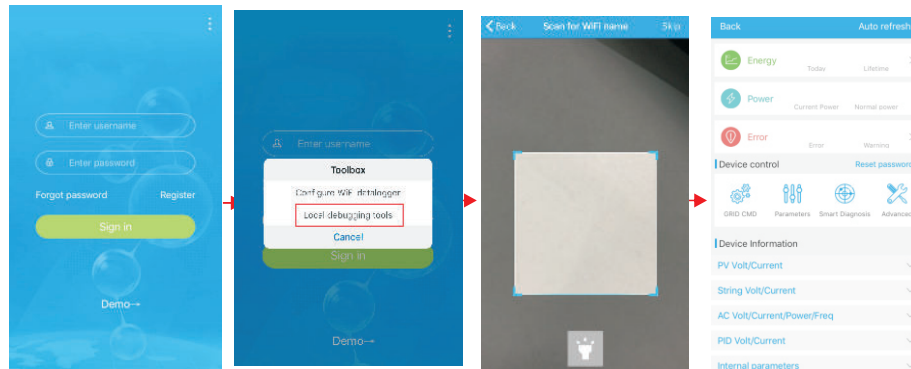 Enter username
Enter password
Forgot password Register
Sign in
Demo→
Enter username
Toolbox
Configure WiFi datalogger
Local debugging tools
Cancel
Sign in
Demo→
Back Scan for WiFi name Skip
Back Auto refresh
Energy
Today Lifetime
Power
Current Power Normal power
Error
Error Warning
Device control Reset password
GRID CMD Parameters Smart Diagnosis Advanced
Device Information
PV Volt/Current
String Volt/Current
AC Volt/Current/Power/Freq
PID Volt/Current
Internal parameters